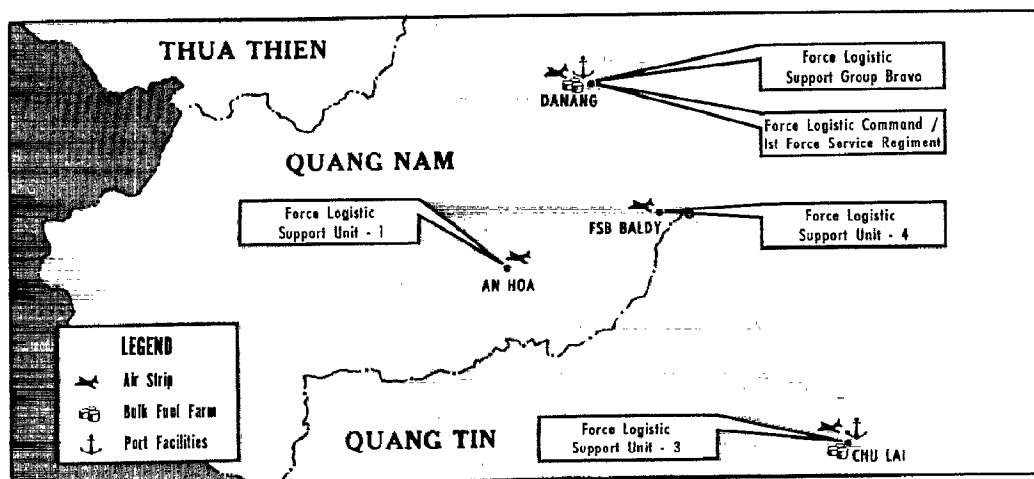 THUA THIEN
Force Logistic
Support Group Bravo
DANANG
Force Logistic Command /
1st Force Service Regiment
QUANG NAM
Force Logistic
Support Unit - 1
FSB BALDY
Force Logistic
Support Unit - 4
AN HOA
LEGEND
Air Strip
Bulk Fuel Farm
Port Facilities
QUANG TIN
Force Logistic
Support Unit - 3
CHU LAI